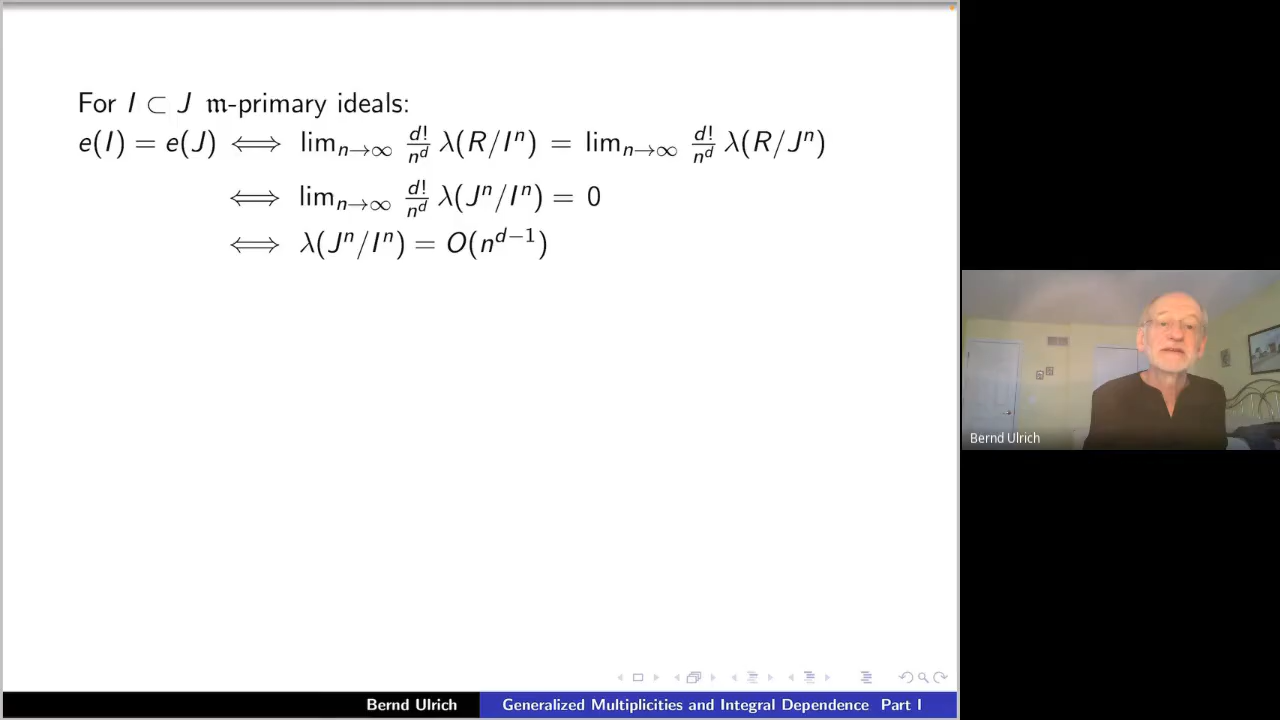 For I ⊂ J 𝔪-primary ideals:
e(I) = e(J) ⟺ lim_{n→∞} d!/n^d λ(R/I^n) = lim_{n→∞} d!/n^d λ(R/J^n)
⟺ lim_{n→∞} d!/n^d λ(J^n/I^n) = 0
⟺ λ(J^n/I^n) = O(n^{d−1})
Bernd Ulrich
Bernd Ulrich Generalized Multiplicities and Integral Dependence Part I